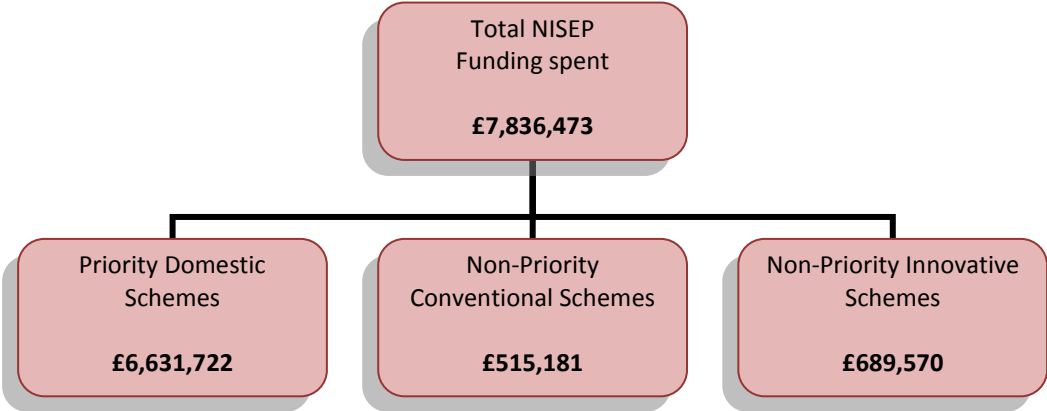 Total NISEP
Funding spent
£7,836,473
Priority Domestic
Schemes
£6,631,722
Non-Priority
Conventional Schemes
£515,181
Non-Priority Innovative
Schemes
£689,570